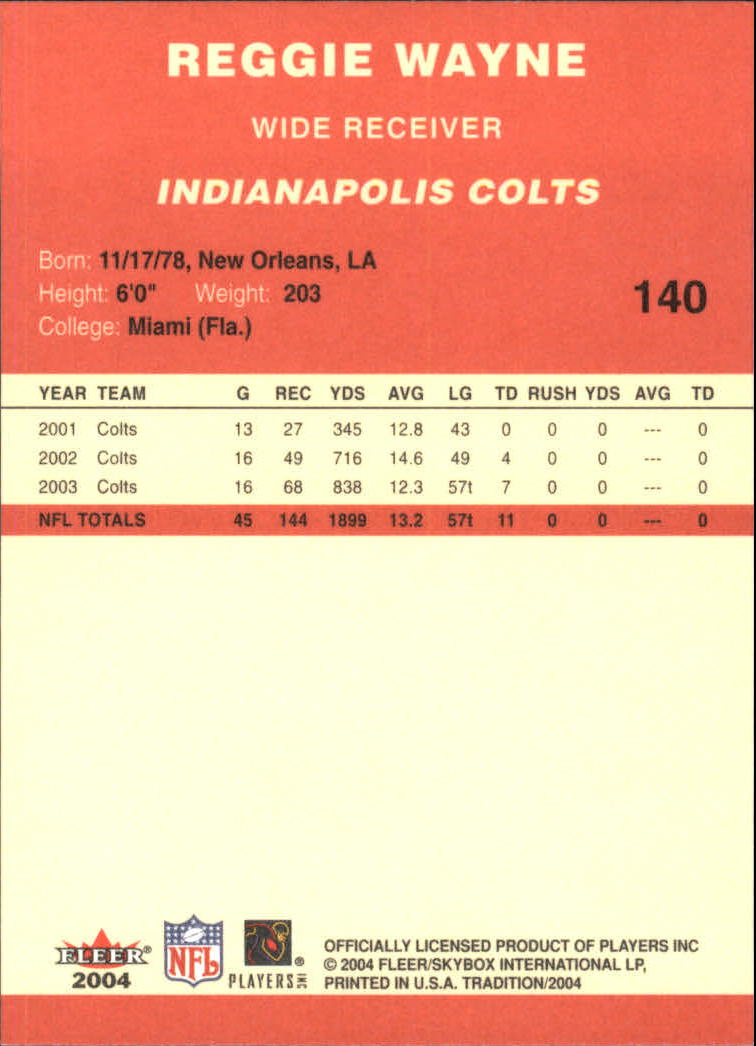 REGGIE WAYNE
WIDE RECEIVER
INDIANAPOLIS COLTS
Born: 11/17/78, New Orleans, LA
Height: 6'0" Weight: 203
140
College: Miami (Fla.)
YEAR TEAM G REC YDS AVG LG TD RUSH YDS AVG TD
2001 Colts 13 27 345 12.8 43 0 0 0 --- 0
2002 Colts 16 49 716 14.6 49 4 0 0 --- 0
2003 Colts 16 68 838 12.3 57t 7 0 0 --- 0
NFL TOTALS 45 144 1899 13.2 57t 11 0 0 --- 0
FLEER®
2004
NFL
®
PLAYERS INC
OFFICIALLY LICENSED PRODUCT OF PLAYERS INC
© 2004 FLEER/SKYBOX INTERNATIONAL LP,
PRINTED IN U.S.A. TRADITION/2004